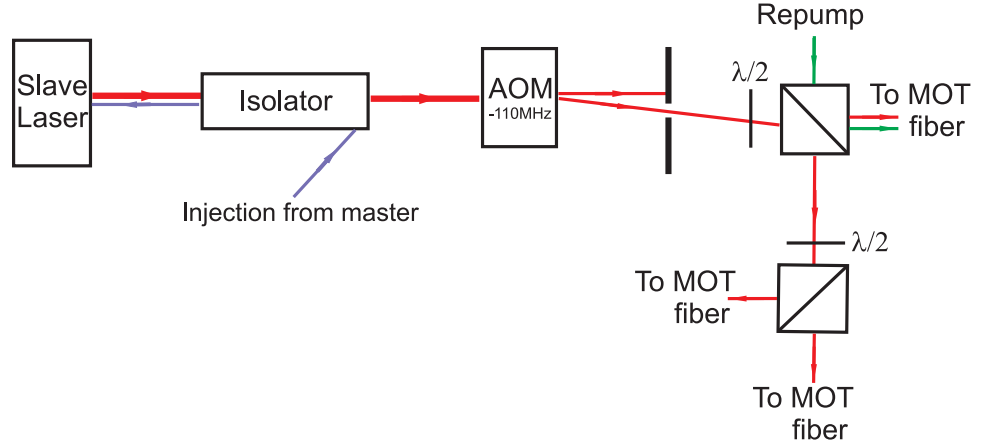 Repump
Slave
Laser
Isolator
AOM
-110MHz
λ/2
To MOT
fiber
Injection from master
λ/2
To MOT
fiber
To MOT
fiber